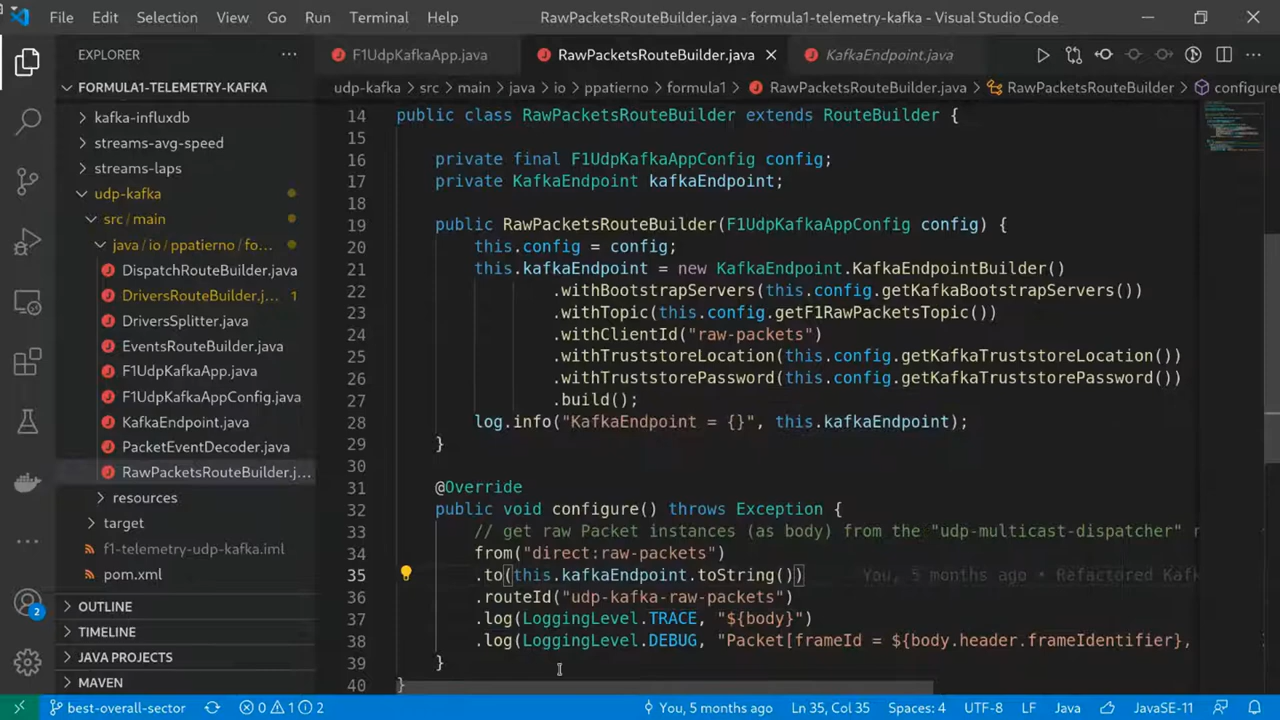 File Edit Selection View Go Run Terminal Help RawPacketsRouteBuilder.java - formula1-telemetry-kafka - Visual Studio Code
EXPLORER
F1UdpKafkaApp.java RawPacketsRouteBuilder.java KafkaEndpoint.java
FORMULA1-TELEMETRY-KAFKA
udp-kafka > src > main > java > io > ppatierno > formula1 > RawPacketsRouteBuilder.java > RawPacketsRouteBuilder > configure
kafka-influxdb
streams-avg-speed
streams-laps
udp-kafka
src / main
java / io / ppatierno / fo...
DispatchRouteBuilder.java
DriversRouteBuilder.j... 1
DriversSplitter.java
EventsRouteBuilder.java
F1UdpKafkaApp.java
F1UdpKafkaAppConfig.java
KafkaEndpoint.java
PacketEventDecoder.java
RawPacketsRouteBuilder.j...
resources
target
f1-telemetry-udp-kafka.iml
pom.xml
OUTLINE
TIMELINE
JAVA PROJECTS
MAVEN
2
14 public class RawPacketsRouteBuilder extends RouteBuilder {
15
16 private final F1UdpKafkaAppConfig config;
17 private KafkaEndpoint kafkaEndpoint;
18
19 public RawPacketsRouteBuilder(F1UdpKafkaAppConfig config) {
20 this.config = config;
21 this.kafkaEndpoint = new KafkaEndpoint.KafkaEndpointBuilder()
22 .withBootstrapServers(this.config.getKafkaBootstrapServers())
23 .withTopic(this.config.getF1RawPacketsTopic())
24 .withClientId("raw-packets")
25 .withTruststoreLocation(this.config.getKafkaTruststoreLocation())
26 .withTruststorePassword(this.config.getKafkaTruststorePassword())
27 .build();
28 log.info("KafkaEndpoint = {}", this.kafkaEndpoint);
29 }
30
31 @Override
32 public void configure() throws Exception {
33 // get raw Packet instances (as body) from the "udp-multicast-dispatcher" r
34 from("direct:raw-packets")
35 .to(this.kafkaEndpoint.toString()) You, 5 months ago • Refactored Kafk
36 .routeId("udp-kafka-raw-packets")
37 .log(LoggingLevel.TRACE, "${body}")
38 .log(LoggingLevel.DEBUG, "Packet[frameId = ${body.header.frameIdentifier},
39 }
40 }
best-overall-sector 0 1 2 You, 5 months ago Ln 35, Col 35 Spaces: 4 UTF-8 LF Java JavaSE-11